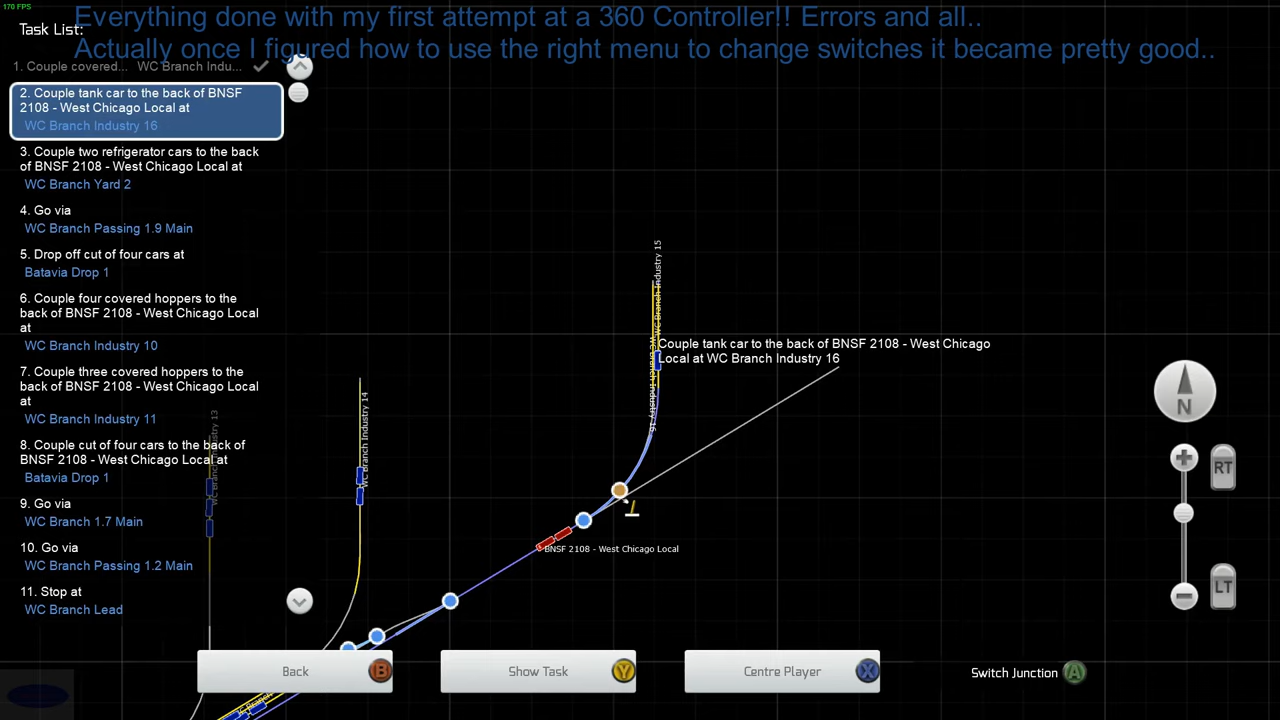 170 FPS
Everything done with my first attempt at a 360 Controller!! Errors and all..
Task List:
Actually once I figured how to use the right menu to change switches it became pretty good..
1. Couple covered... WC Branch Indu...
2. Couple tank car to the back of BNSF
2108 - West Chicago Local at
WC Branch Industry 16
3. Couple two refrigerator cars to the back
of BNSF 2108 - West Chicago Local at
WC Branch Yard 2
4. Go via
WC Branch Passing 1.9 Main
5. Drop off cut of four cars at
Batavia Drop 1
6. Couple four covered hoppers to the
back of BNSF 2108 - West Chicago Local
at
WC Branch Industry 10
7. Couple three covered hoppers to the
back of BNSF 2108 - West Chicago Local
at
WC Branch Industry 11
8. Couple cut of four cars to the back of
BNSF 2108 - West Chicago Local at
Batavia Drop 1
9. Go via
WC Branch 1.7 Main
10. Go via
WC Branch Passing 1.2 Main
11. Stop at
WC Branch Lead
WC Branch Industry 13
WC Branch Industry 14
WC Branch Industry 15
WC Branch Industry 16
Couple tank car to the back of BNSF 2108 - West Chicago
Local at WC Branch Industry 16
BNSF 2108 - West Chicago Local
WC Branch
N
RT
LT
Back B
Show Task Y
Centre Player X
Switch Junction A